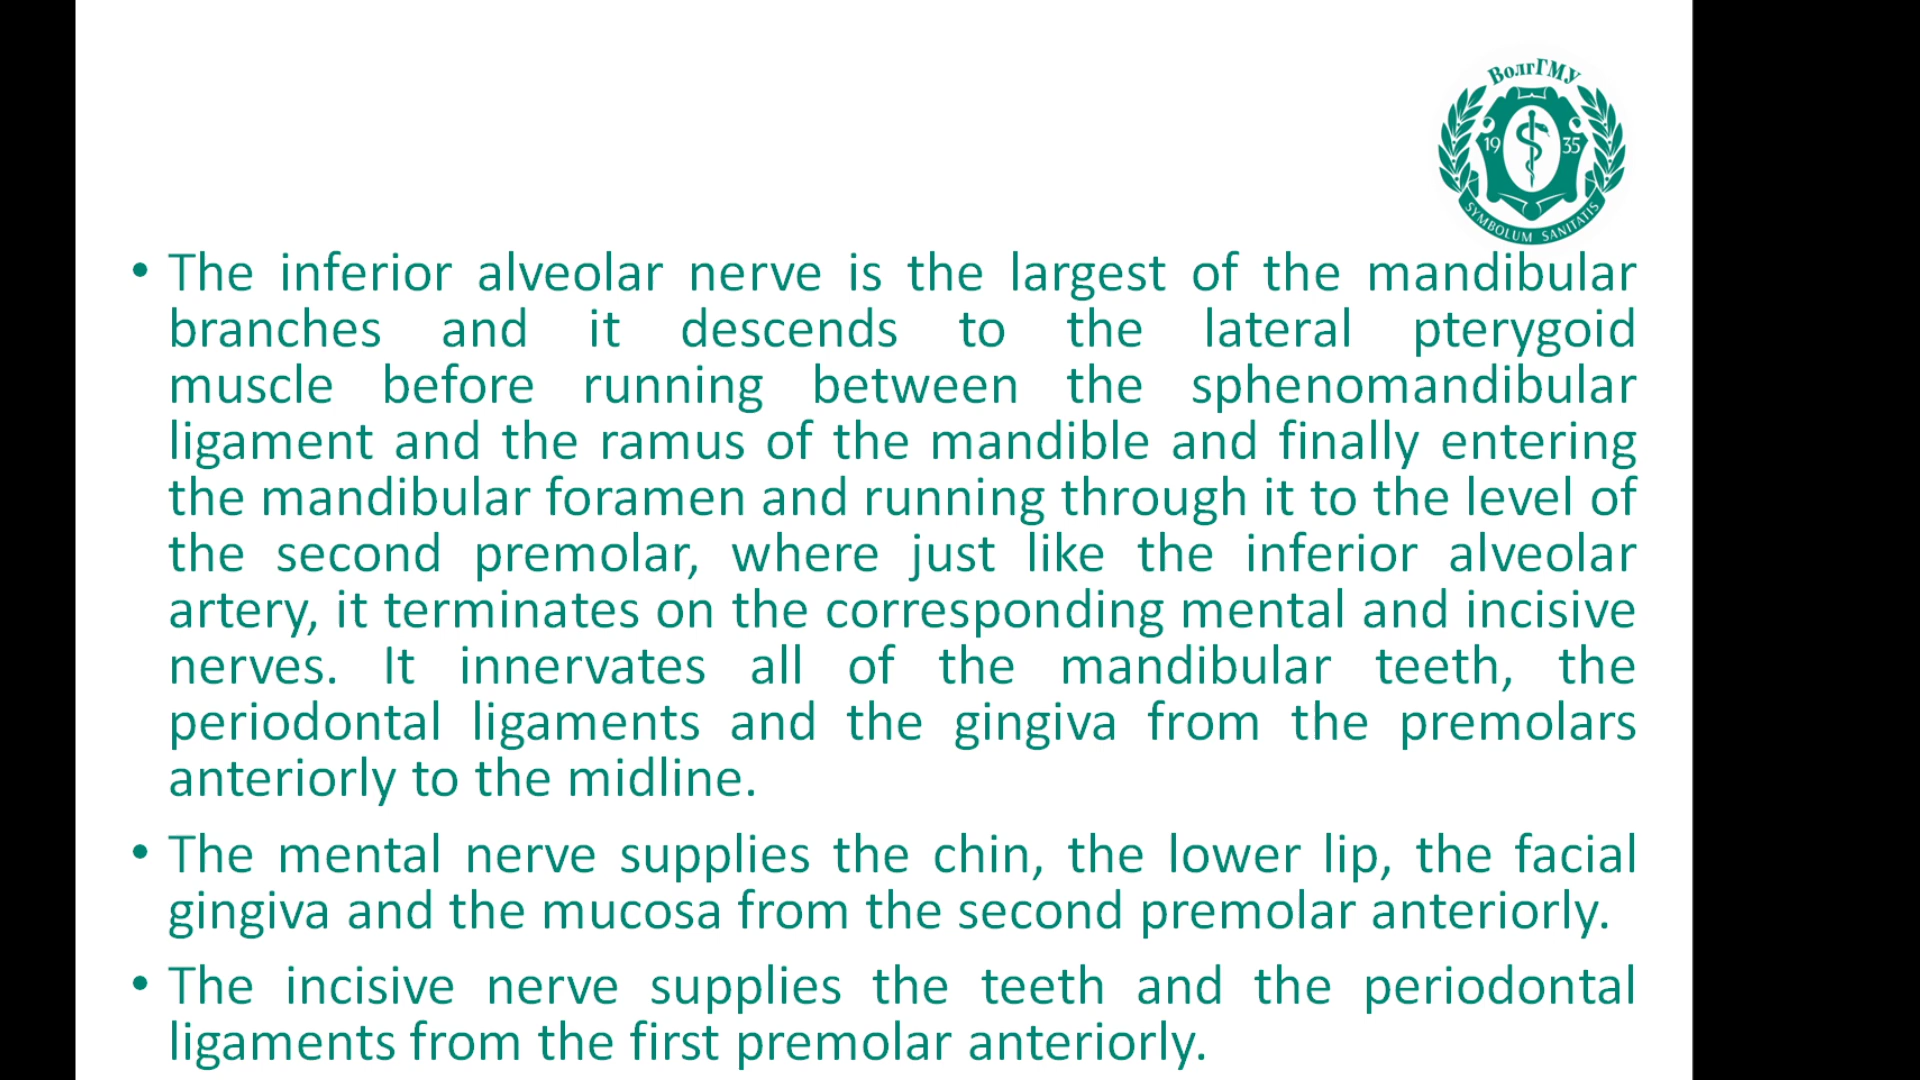 ВолгГМУ
19 35
SYMBOLUM SANITATIS
• The inferior alveolar nerve is the largest of the mandibular
branches and it descends to the lateral pterygoid
muscle before running between the sphenomandibular
ligament and the ramus of the mandible and finally entering
the mandibular foramen and running through it to the level of
the second premolar, where just like the inferior alveolar
artery, it terminates on the corresponding mental and incisive
nerves. It innervates all of the mandibular teeth, the
periodontal ligaments and the gingiva from the premolars
anteriorly to the midline.
• The mental nerve supplies the chin, the lower lip, the facial
gingiva and the mucosa from the second premolar anteriorly.
• The incisive nerve supplies the teeth and the periodontal
ligaments from the first premolar anteriorly.